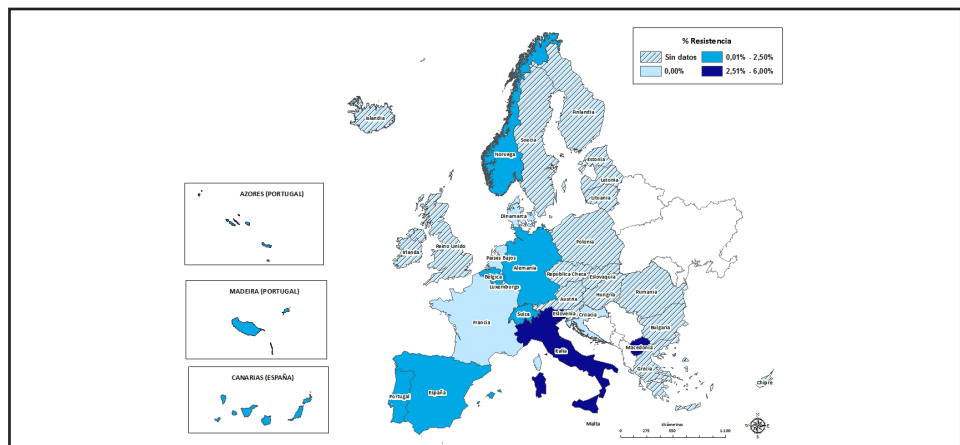 % Resistencia
Sin datos
0,01% - 2,50%
0,00%
2,51% - 6,00%
Islandia
Finlandia
Suecia
Noruega
Estonia
Letonia
Lituania
Dinamarca
AZORES (PORTUGAL)
Irlanda
Reino Unido
Países Bajos
Polonia
Alemania
Bélgica
República Checa
Eslovaquia
Luxemburgo
MADEIRA (PORTUGAL)
Austria
Hungría
Rumanía
Suiza
Eslovenia
Croacia
Francia
Bulgaria
Italia
Macedonia
Grecia
CANARIAS (ESPAÑA)
Portugal
España
Chipre
Malta
Kilómetros
0
275
550
1.100
N
E
S